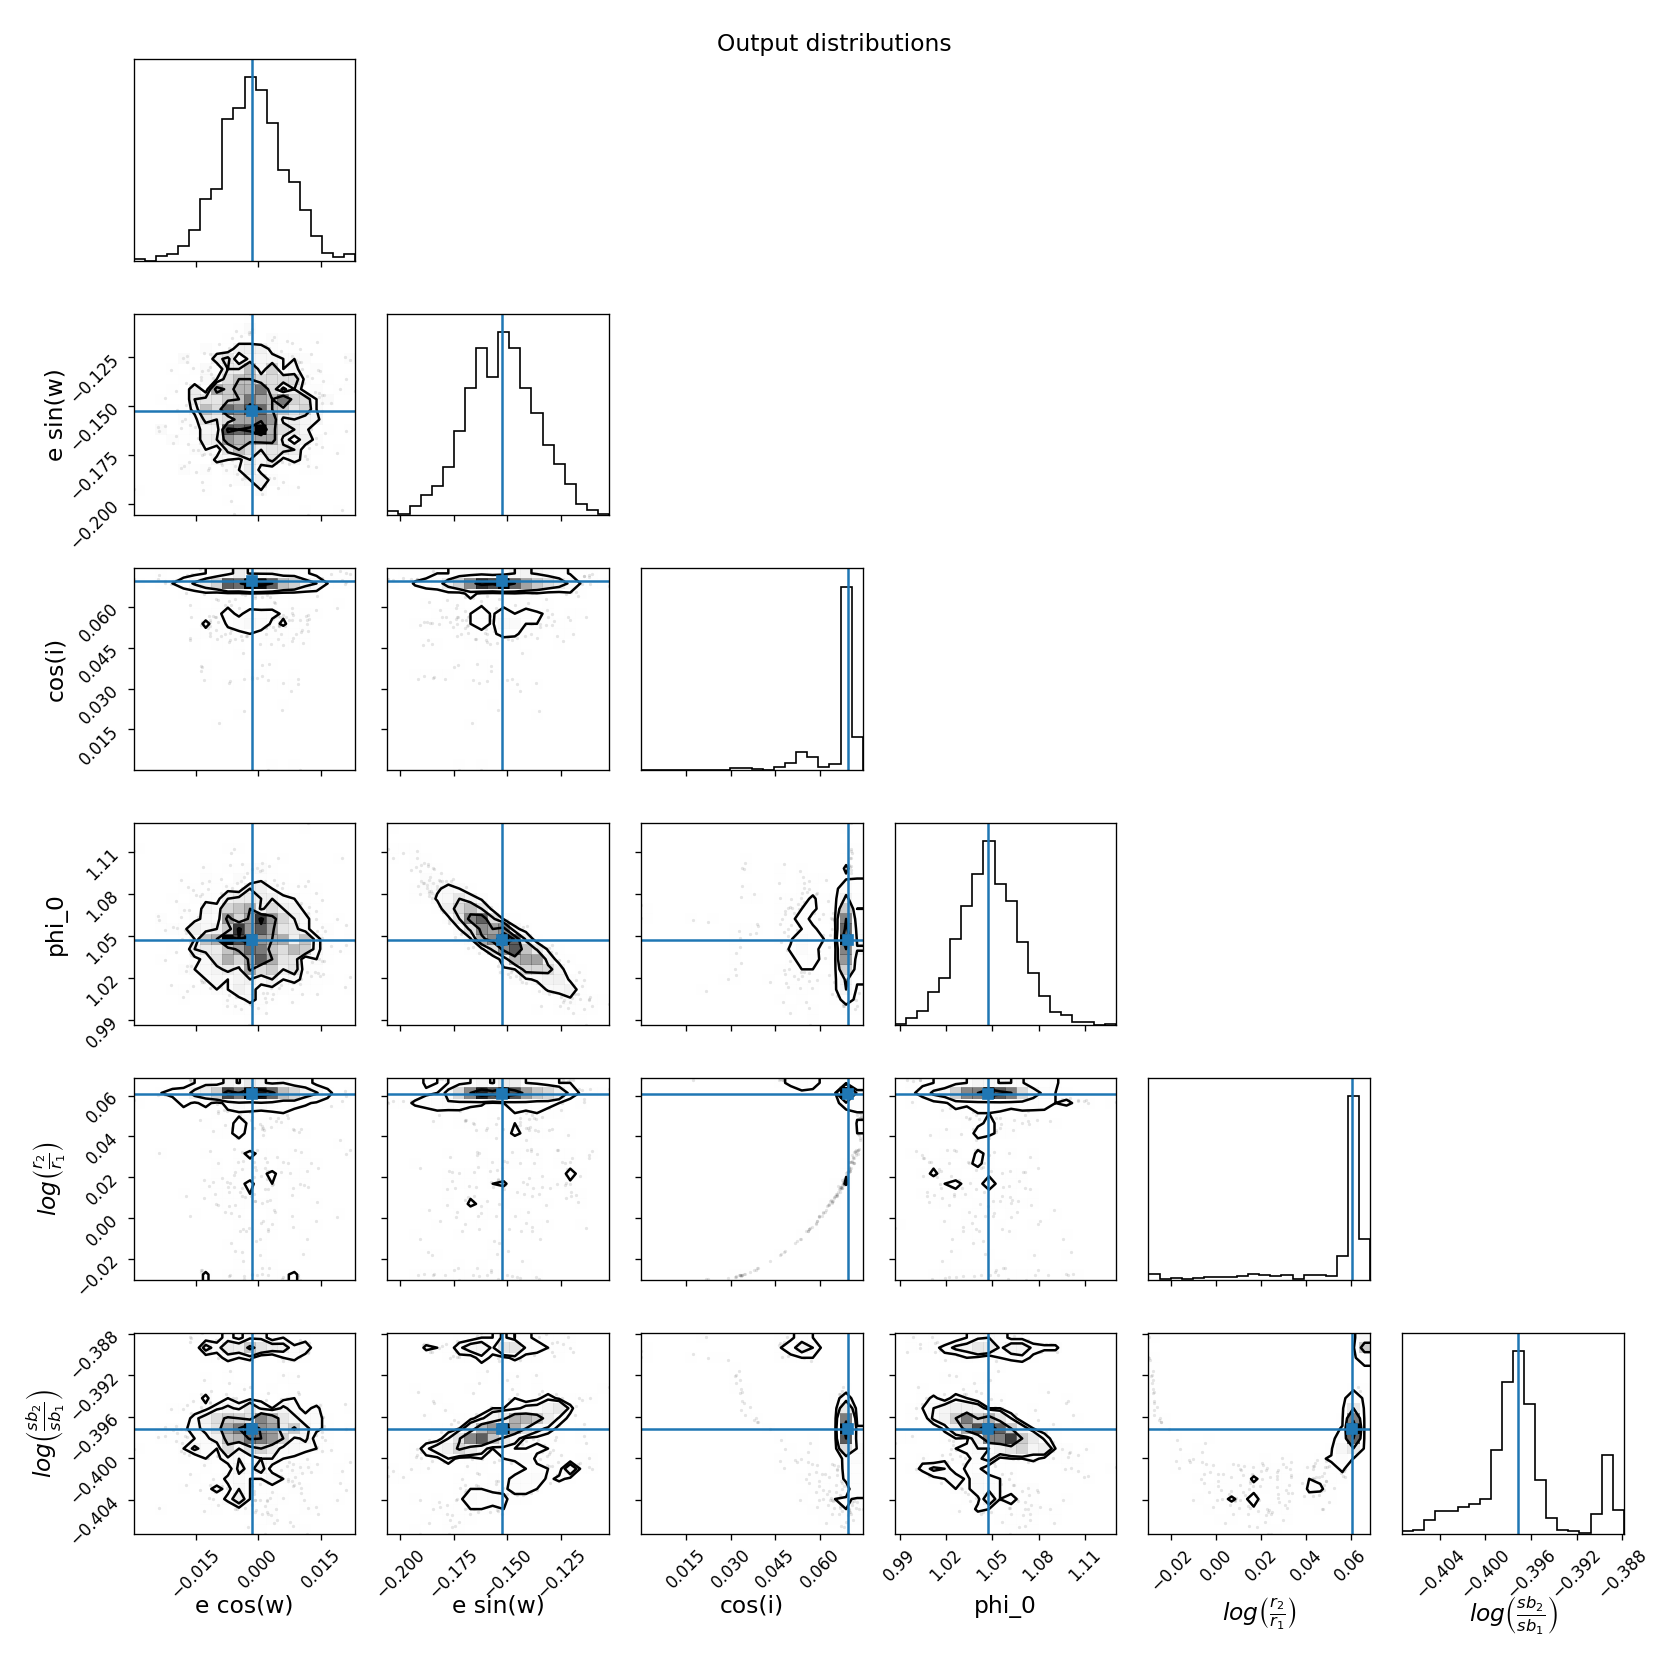 Output distributions
e sin(w)
−0.125
−0.150
−0.175
−0.200
cos(i)
0.060
0.045
0.030
0.015
phi_0
1.11
1.08
1.05
1.02
0.99
log(r₂/r₁)
0.06
0.04
0.02
0.00
−0.02
log(sb₂/sb₁)
−0.388
−0.392
−0.396
−0.400
−0.404
−0.015 0.000 0.015
e cos(w)
−0.200 −0.175 −0.150 −0.125
e sin(w)
0.015 0.030 0.045 0.060
cos(i)
0.99 1.02 1.05 1.08 1.11
phi_0
−0.02 0.00 0.02 0.04 0.06
log(r₂/r₁)
−0.404 −0.400 −0.396 −0.392 −0.388
log(sb₂/sb₁)